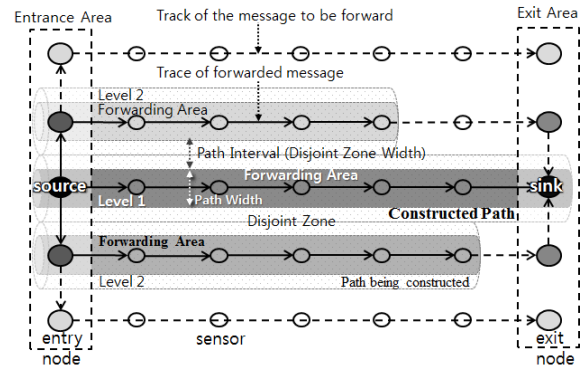 Entrance Area
Track of the message to be forward
Exit Area
Trace of forwarded message
Level 2
Forwarding Area
Path Interval (Disjoint Zone Width)
Forwarding Area
source
sink
Level 1
Path Width
Constructed Path
Disjoint Zone
Forwarding Area
Level 2
Path being constructed
entry
node
sensor
exit
node